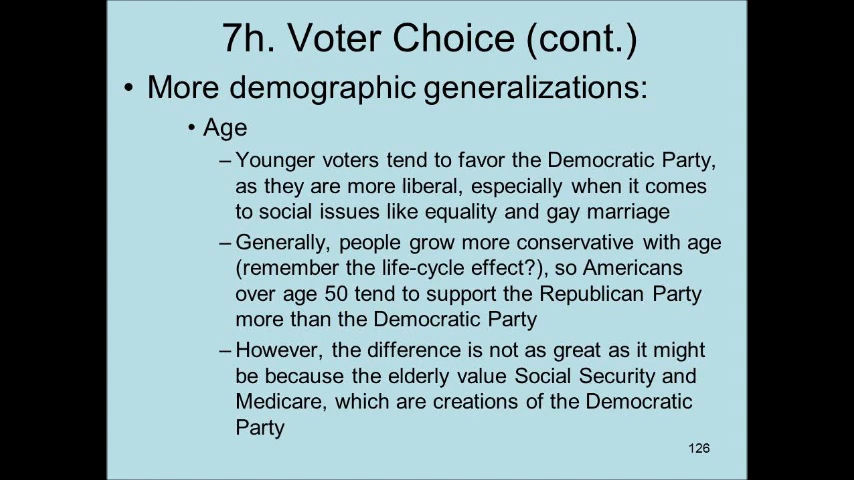 7h. Voter Choice (cont.)
• More demographic generalizations:
• Age
– Younger voters tend to favor the Democratic Party,
as they are more liberal, especially when it comes
to social issues like equality and gay marriage
– Generally, people grow more conservative with age
(remember the life-cycle effect?), so Americans
over age 50 tend to support the Republican Party
more than the Democratic Party
– However, the difference is not as great as it might
be because the elderly value Social Security and
Medicare, which are creations of the Democratic
Party
126